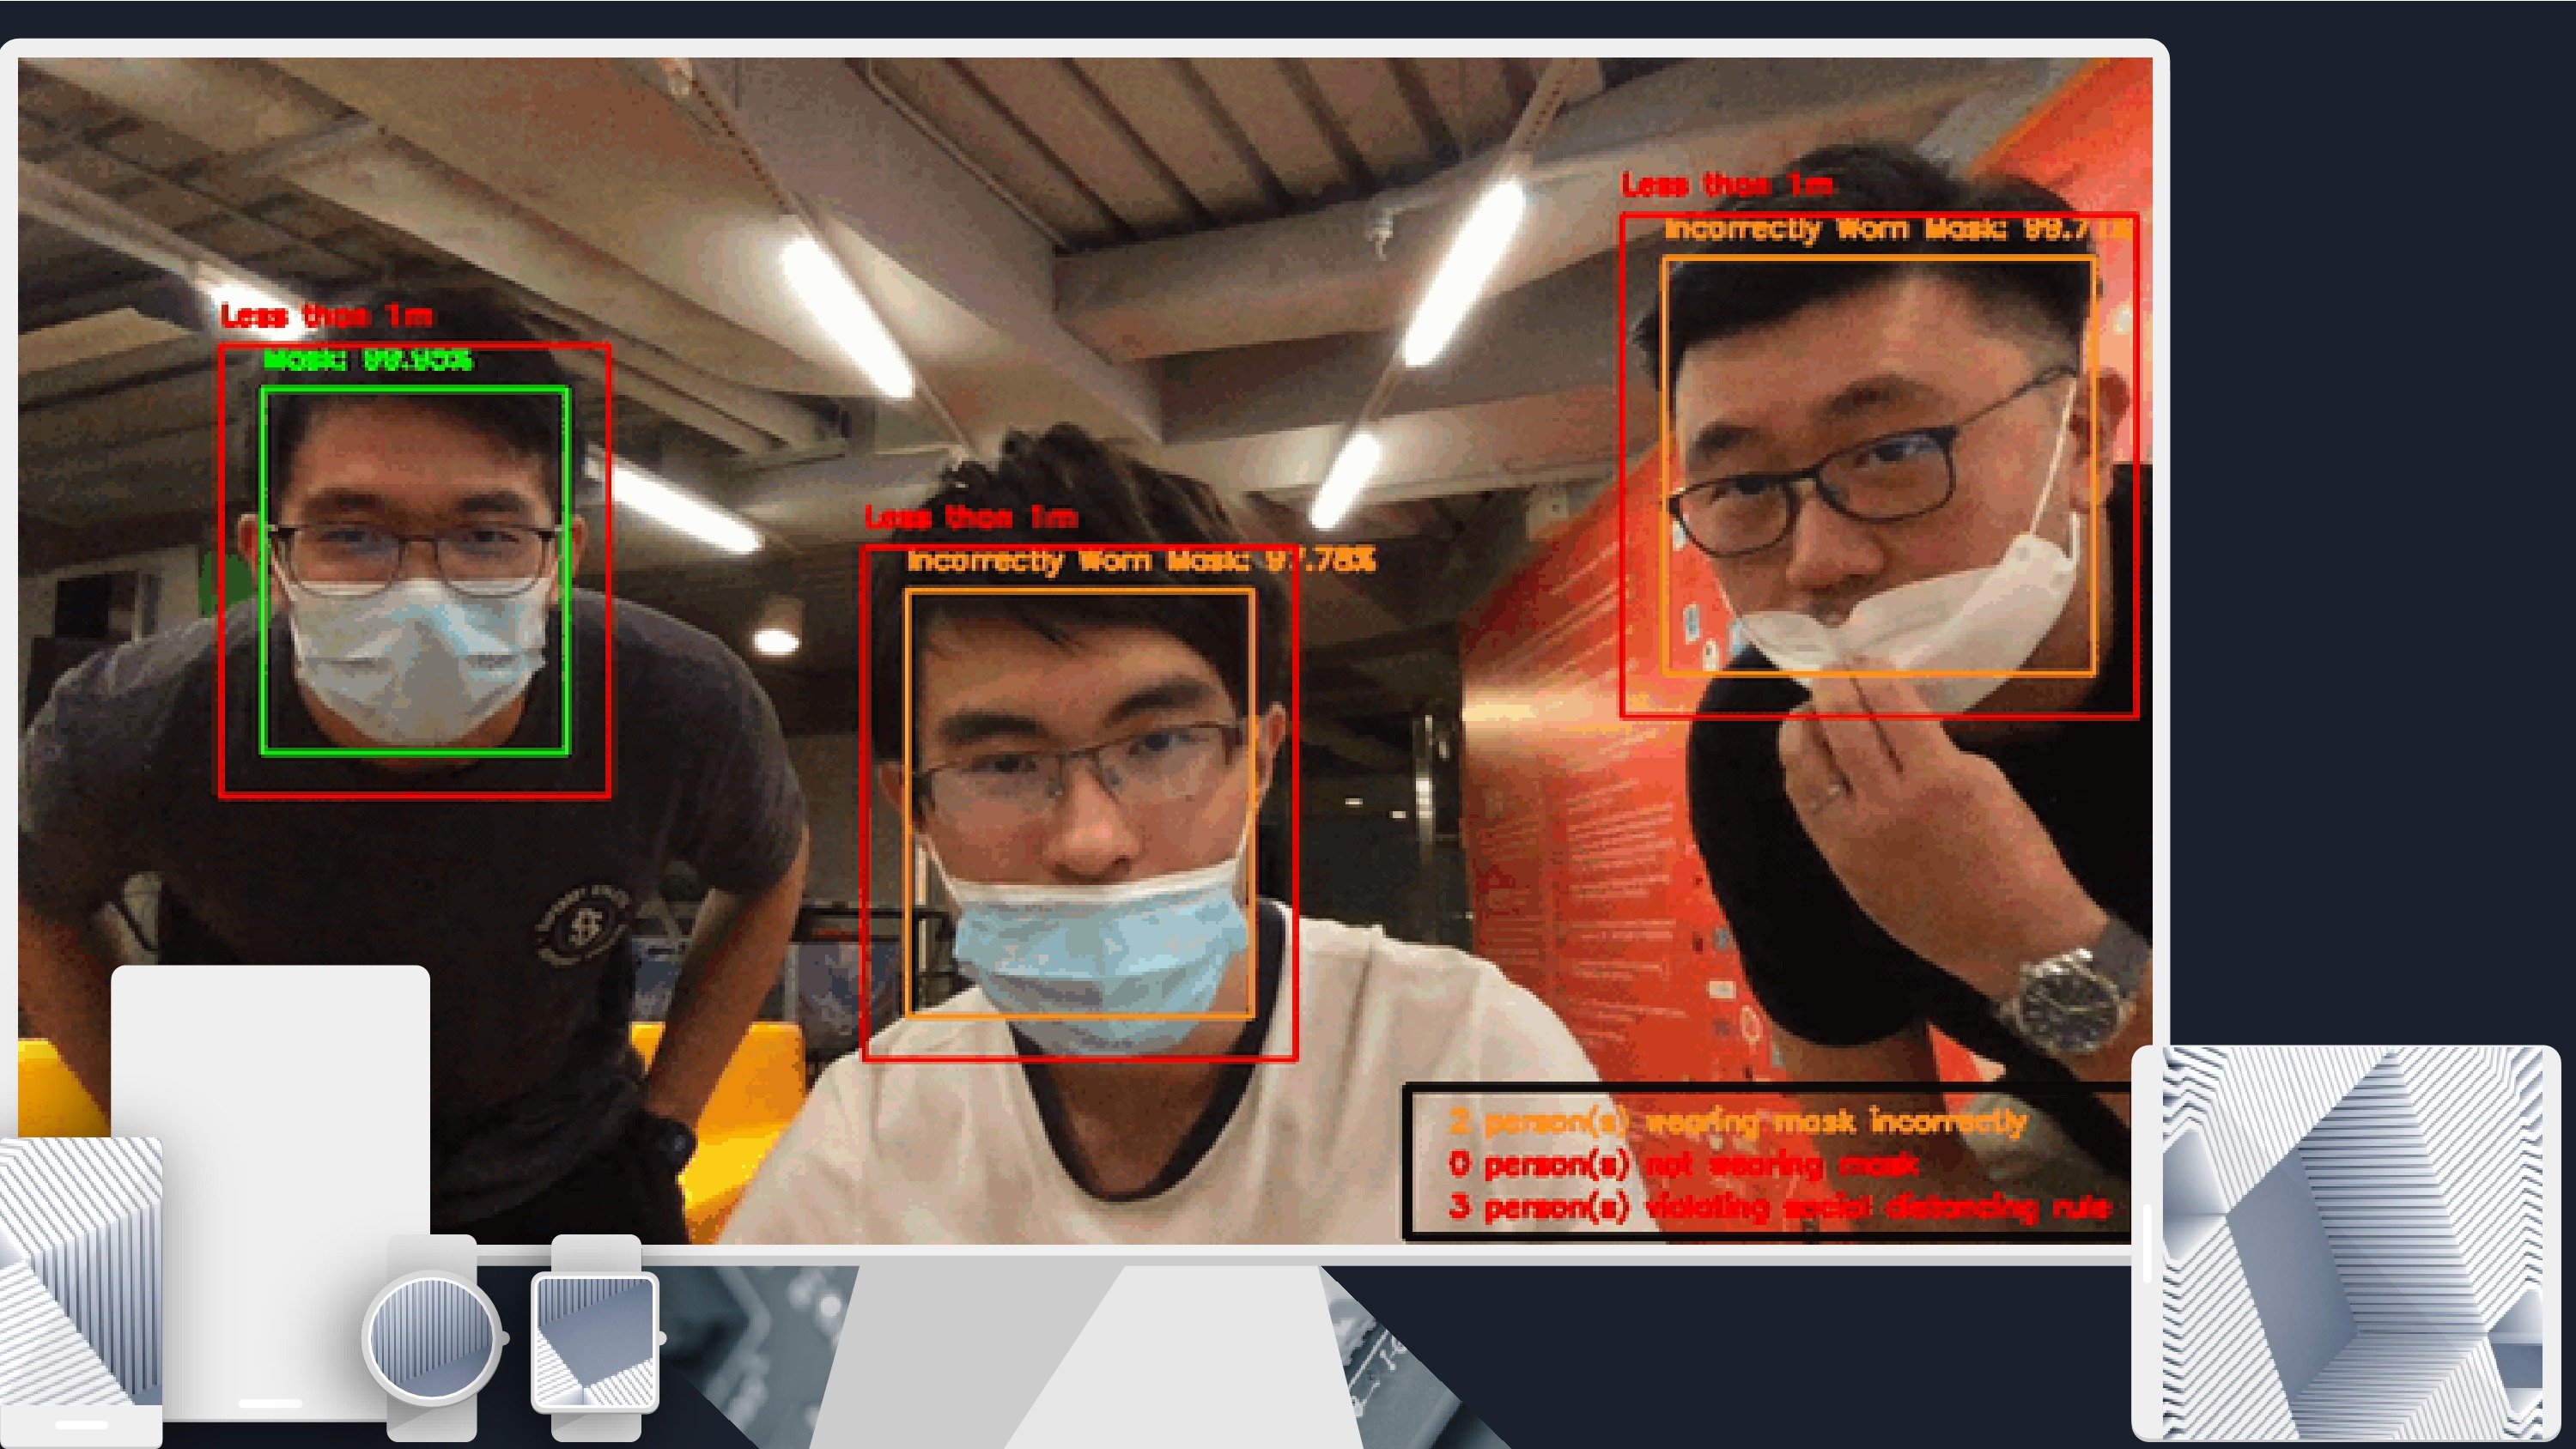 Less than 1m
Mask: 99.95%
Less than 1m
Incorrectly Worn Mask: 97.78%
Less than 1m
Incorrectly Worn Mask: 99.7
2 person(s) wearing mask incorrectly
0 person(s) not wearing mask
3 person(s) violating social distancing rule